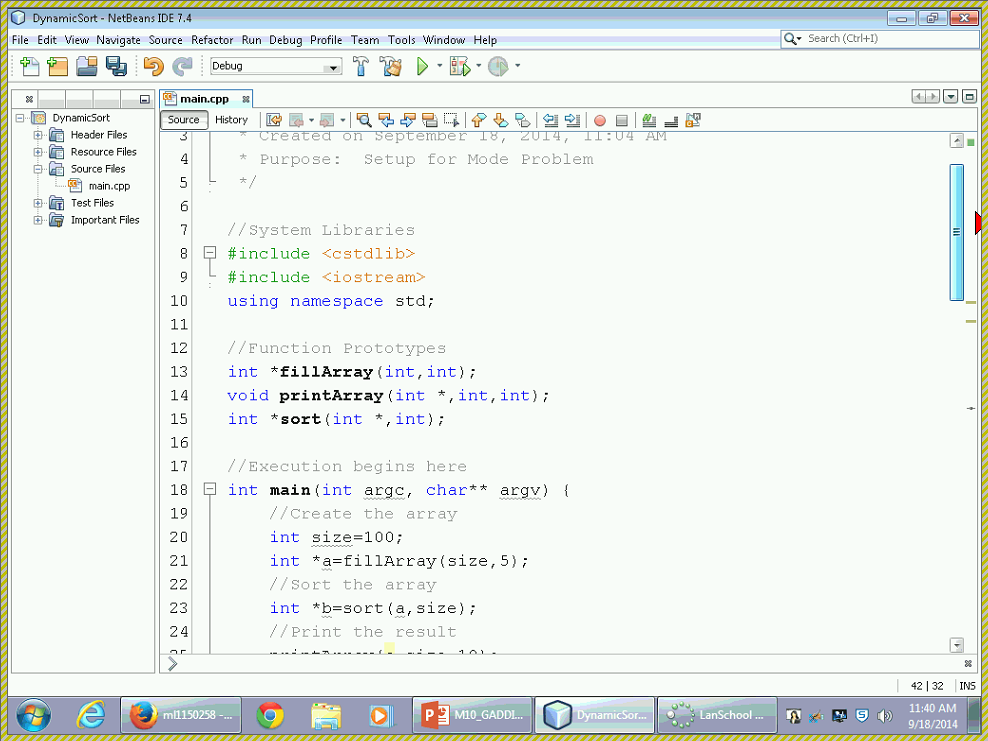 DynamicSort - NetBeans IDE 7.4
File Edit View Navigate Source Refactor Run Debug Profile Team Tools Window Help
Search (Ctrl+I)
Debug
main.cpp
Source History
DynamicSort
Header Files
Resource Files
Source Files
main.cpp
Test Files
Important Files
3 * Created on September 18, 2014, 11:04 AM
4 * Purpose:  Setup for Mode Problem
5 */
6
7 //System Libraries
8 #include <cstdlib>
9 #include <iostream>
10 using namespace std;
11
12 //Function Prototypes
13 int *fillArray(int,int);
14 void printArray(int *,int,int);
15 int *sort(int *,int);
16
17 //Execution begins here
18 int main(int argc, char** argv) {
19 //Create the array
20 int size=100;
21 int *a=fillArray(size,5);
22 //Sort the array
23 int *b=sort(a,size);
24 //Print the result
42 | 32 INS
ml1150258 -...
M10_GADDI...
DynamicSor...
LanSchool ...
11:40 AM
9/18/2014